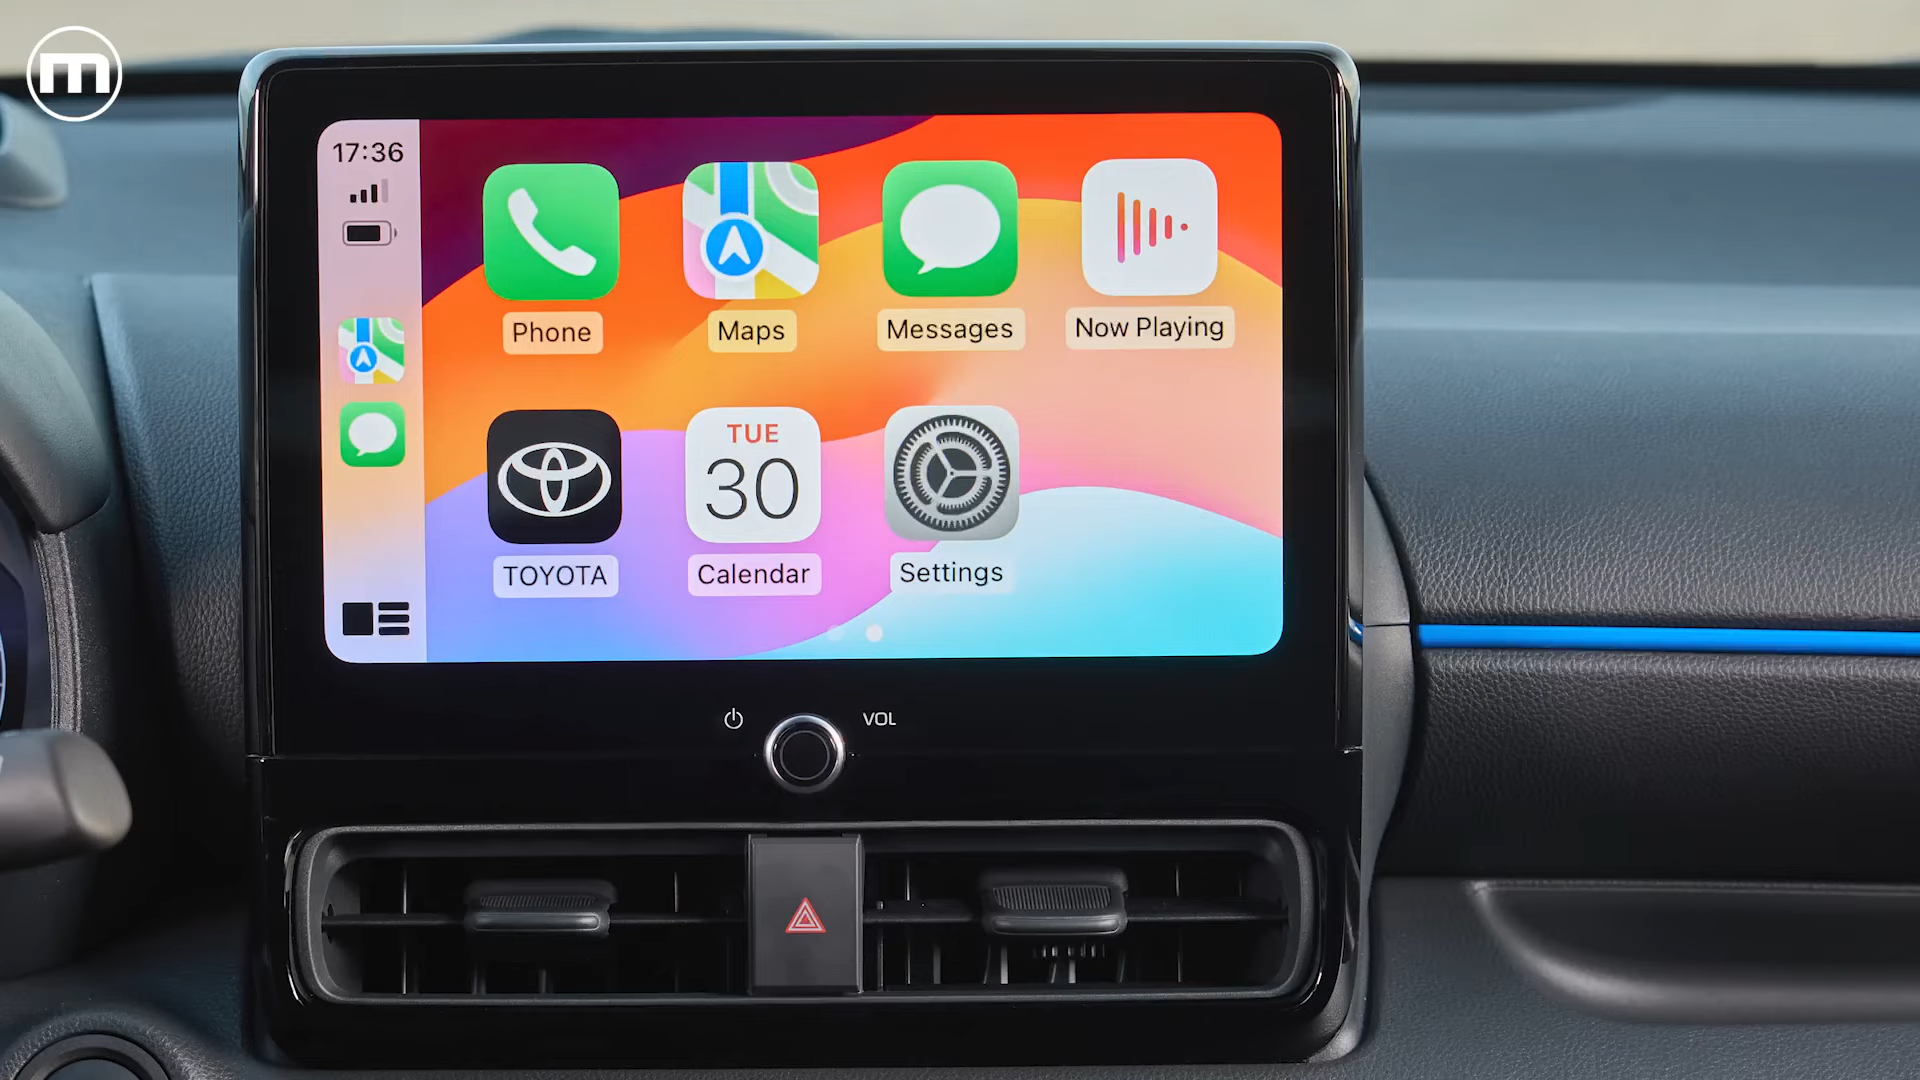 m
17:36
Phone
Maps
Messages
Now Playing
TUE
30
TOYOTA
Calendar
Settings
VOL